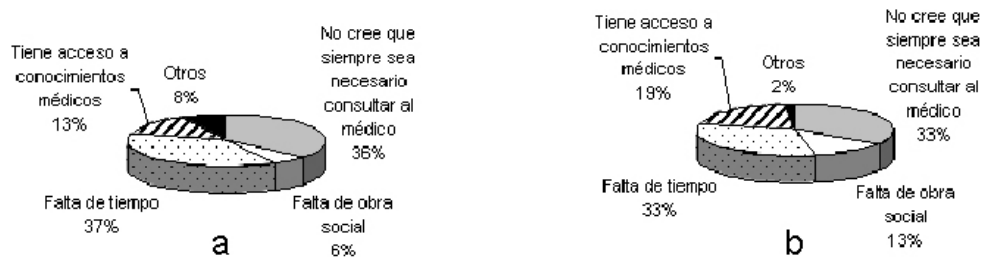 Tiene acceso a
conocimientos
médicos
13%
Otros
8%
No cree que
siempre sea
necesario
consultar al
médico
36%
Falta de tiempo
37%
Falta de obra
social
6%
a
Tiene acceso a
conocimientos
médicos
19%
Otros
2%
No cree que
siempre sea
necesario
consultar al
médico
33%
Falta de tiempo
33%
Falta de obra
social
13%
b